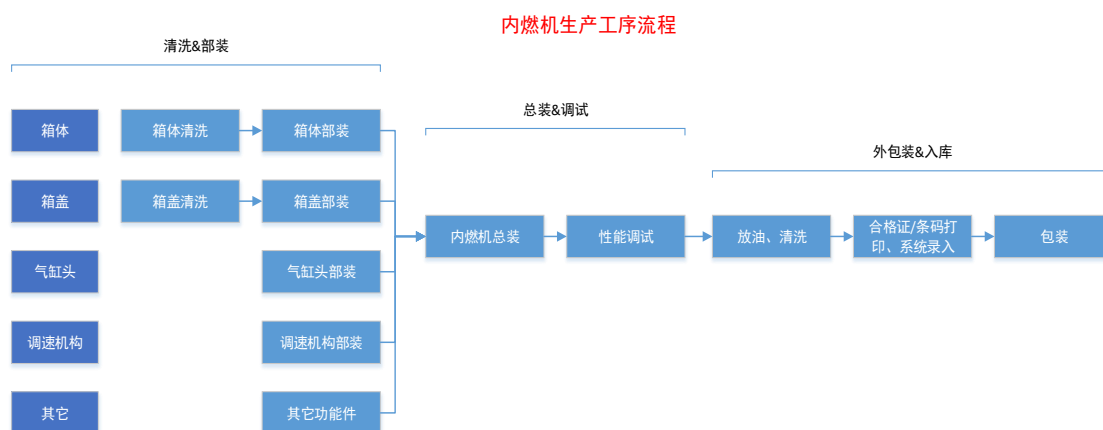 内燃机生产工序流程
清洗&部装
总装&调试
外包装&入库
箱体
箱体清洗
箱体部装
箱盖
箱盖清洗
箱盖部装
内燃机总装
性能调试
放油、清洗
合格证/条码打
印、系统录入
包装
气缸头
气缸头部装
调速机构
调速机构部装
其它
其它功能件